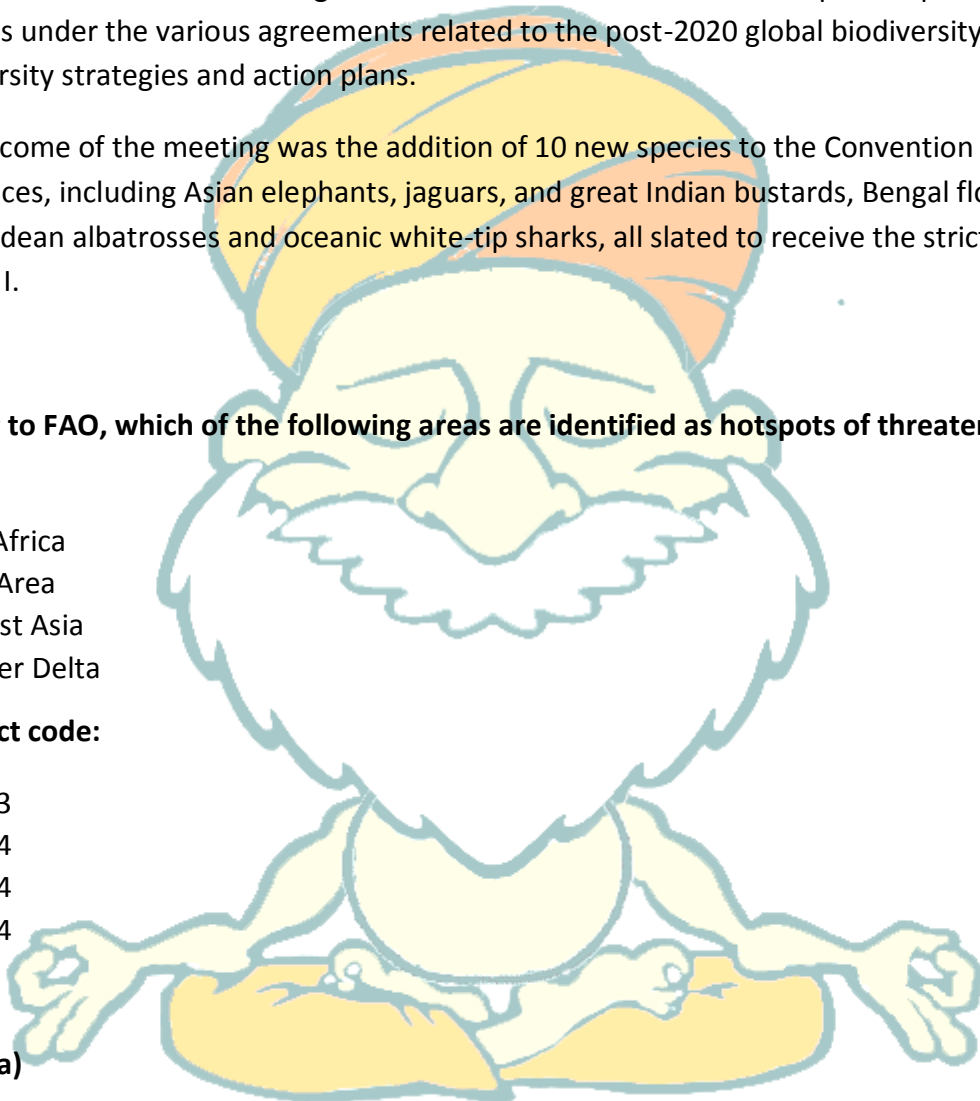 s under the various agreements related to the post-2020 global biodiversity
rsity strategies and action plans.
come of the meeting was the addition of 10 new species to the Convention
ces, including Asian elephants, jaguars, and great Indian bustards, Bengal flo
dean albatrosses and oceanic white-tip sharks, all slated to receive the strict
I.
to FAO, which of the following areas are identified as hotspots of threaten
Africa
Area
st Asia
er Delta
ct code:
3
4
4
4
a)